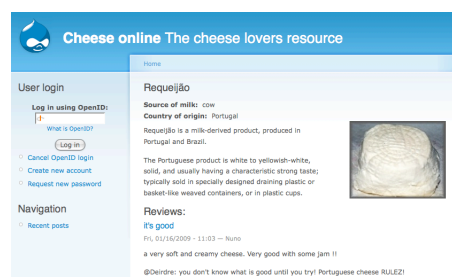 Cheese online The cheese lovers resource
Home
User login
Log in using OpenID:
What is OpenID?
Log in
Cancel OpenID login
Create new account
Request new password
Navigation
Recent posts
Requeijão
Source of milk: cow
Country of origin: Portugal
Requeijão is a milk-derived product, produced in
Portugal and Brazil.
The Portuguese product is white to yellowish-white,
solid, and usually having a characteristic strong taste;
typically sold in specially designed draining plastic or
basket-like weaved containers, or in plastic cups.
Reviews:
it's good
Fri, 01/16/2009 - 11:03 — Nuno
a very soft and creamy cheese. Very good with some jam !!
@Deirdre: you don't know what is good until you try! Portuguese cheese RULEZ!